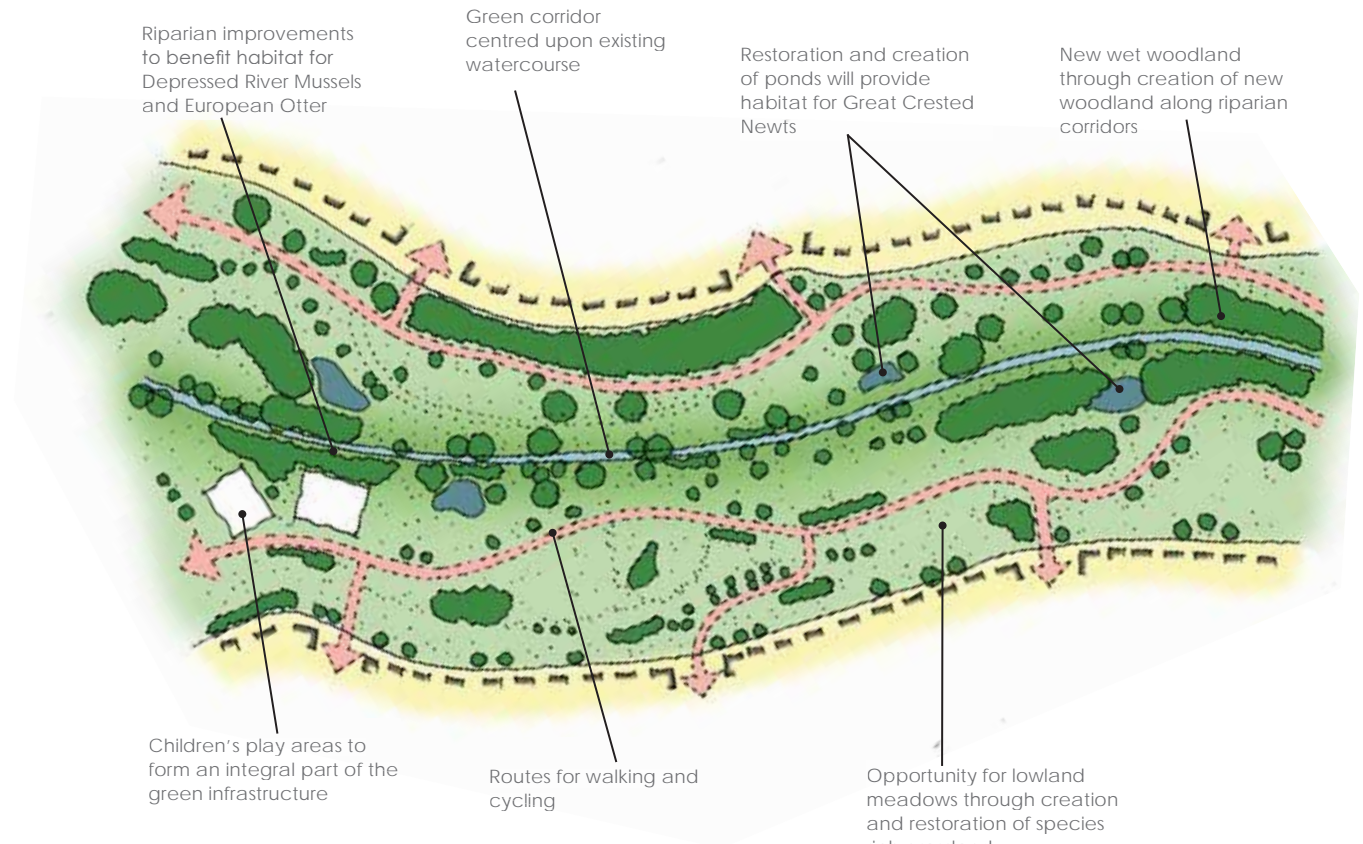 Riparian improvements
to benefit habitat for
Depressed River Mussels
and European Otter
Green corridor
centred upon existing
watercourse
Restoration and creation
of ponds will provide
habitat for Great Crested
Newts
New wet woodland
through creation of new
woodland along riparian
corridors
Children's play areas to
form an integral part of the
green infrastructure
Routes for walking and
cycling
Opportunity for lowland
meadows through creation
and restoration of species